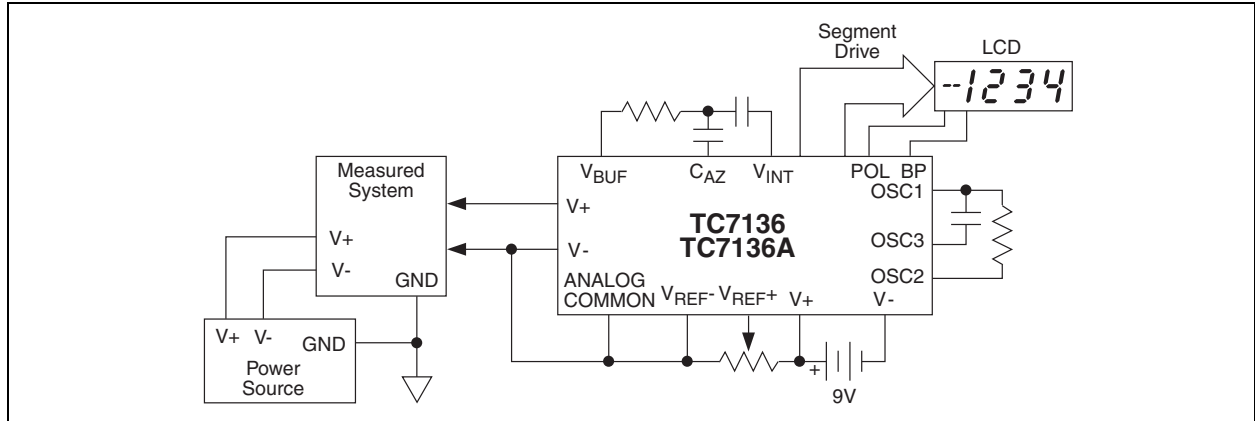 Segment
Drive
LCD
--1234
Measured
System
V+
V-
GND
V+ V- GND
Power
Source
VBUF CAZ VINT POL BP
OSC1
V+
TC7136
TC7136A
V-
OSC3
OSC2
ANALOG
COMMON VREF- VREF+ V+ V-
+
9V